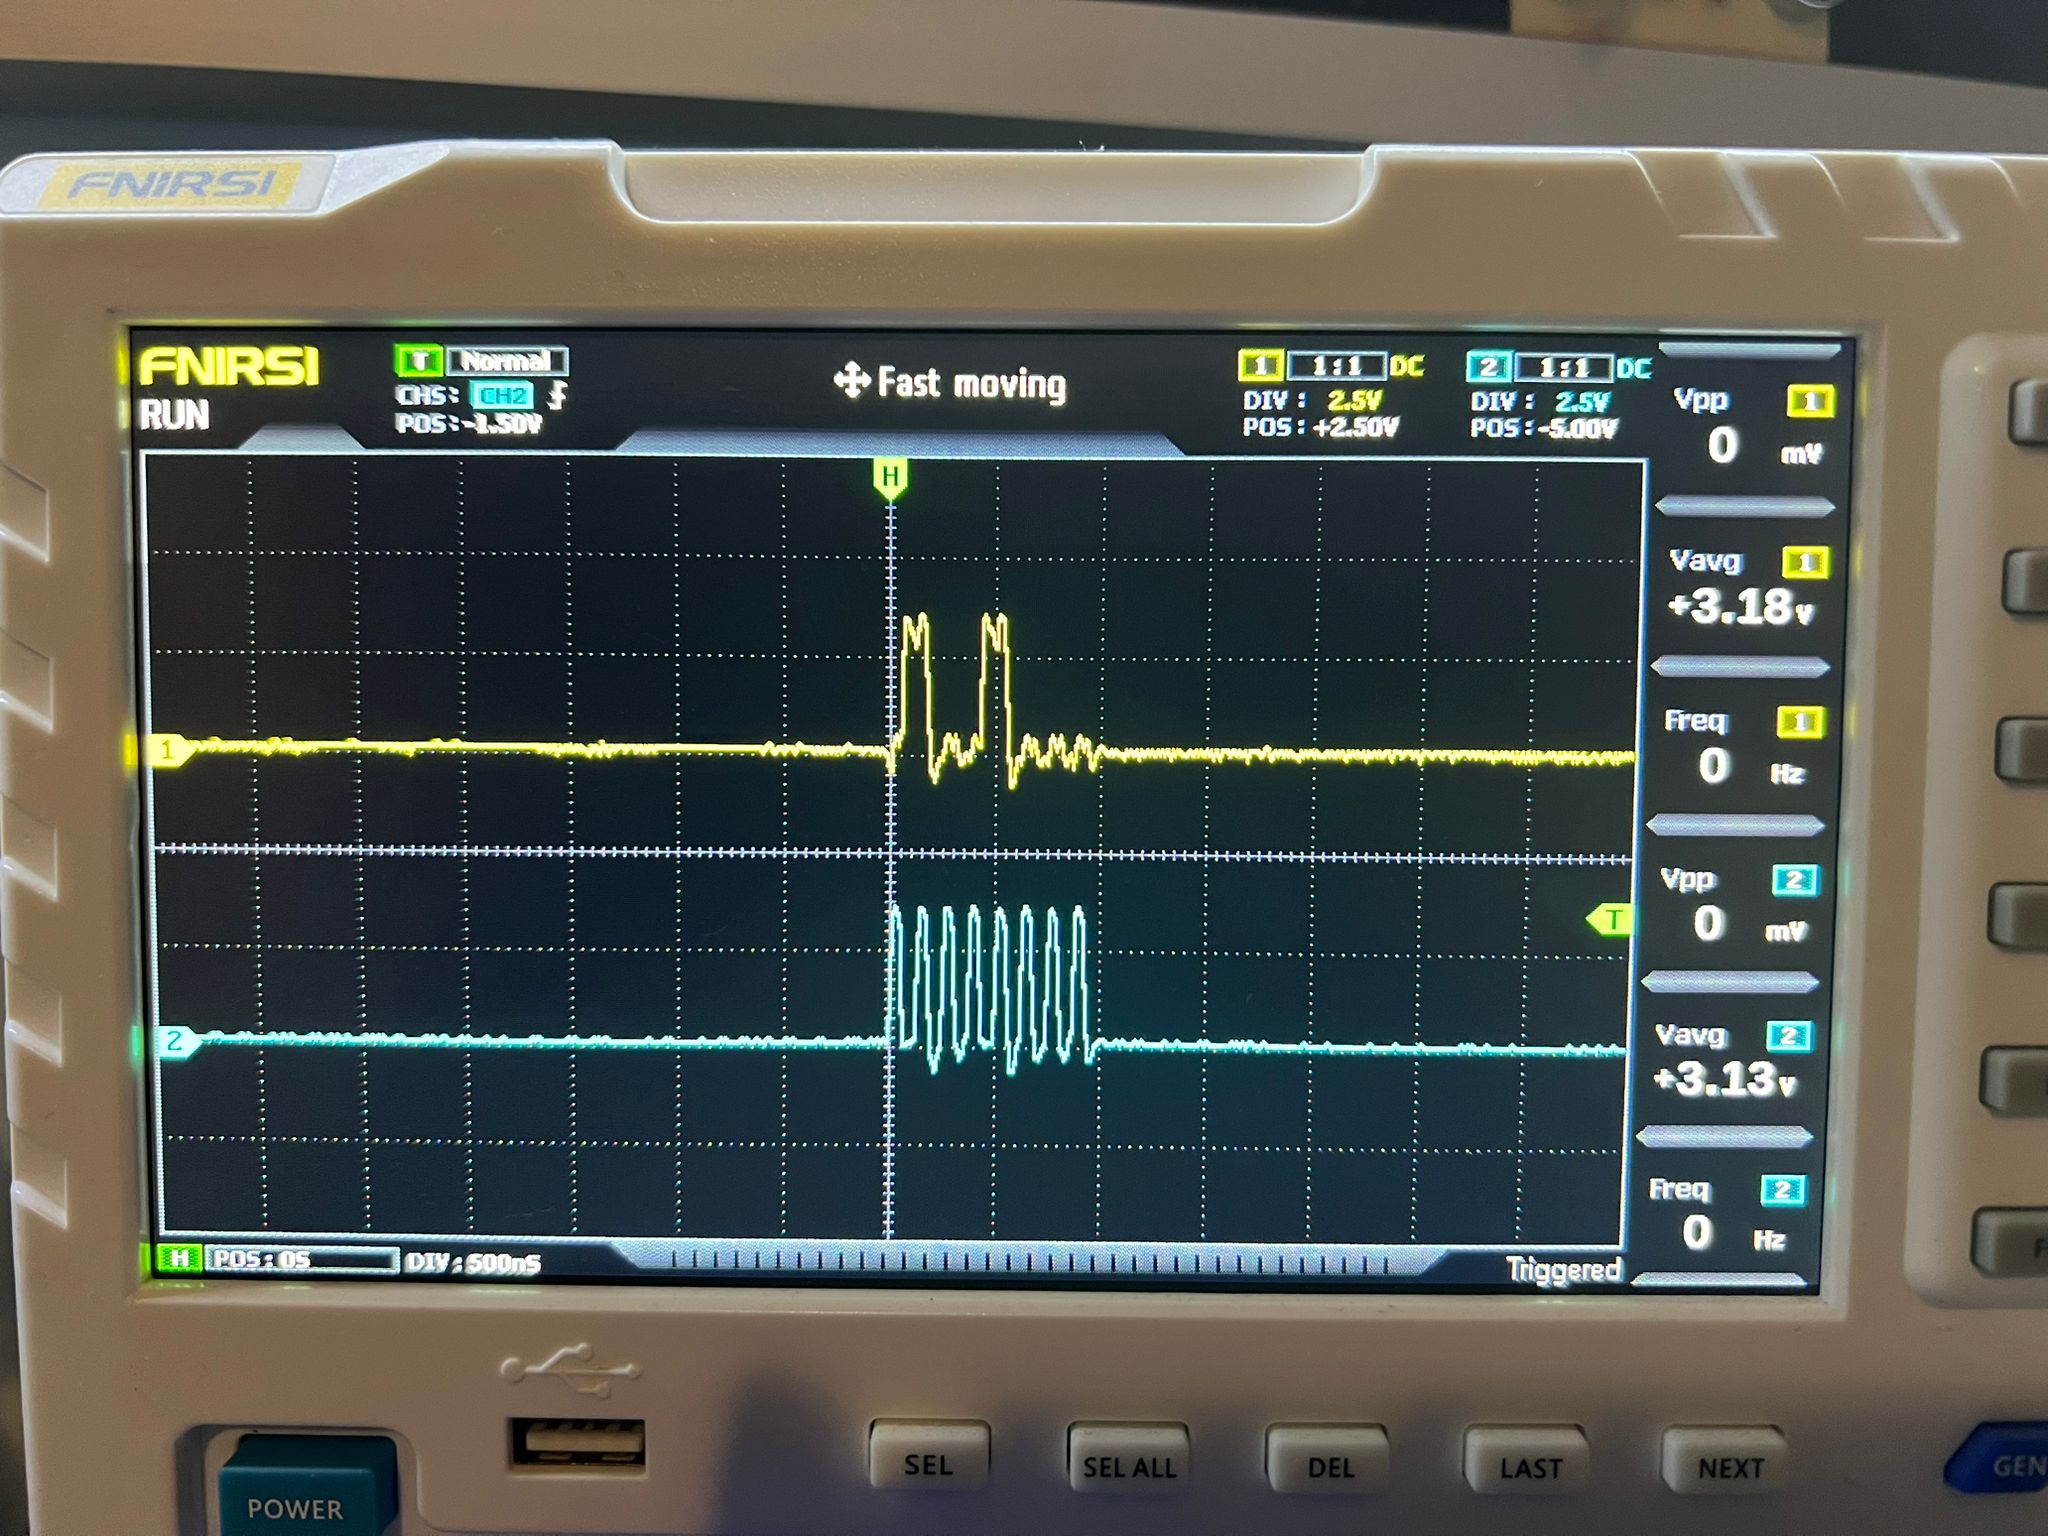 FNIRSI
FNIRSI
RUN
T Normal
CHS: CH2
POS:-1.50V
Fast moving
1 1:1 DC
DIV: 2.5V
POS:+2.50V
2 1:1 DC
DIV: 2.5V
POS:-5.00V
Vpp 1
0 mV
Vavg 1
+3.18V
Freq 1
0 Hz
Vpp 2
0 mV
Vavg 2
+3.13V
Freq 2
0 Hz
H
1
T
2
H POS:0S DIV:500nS
Triggered
POWER
SEL
SEL ALL
DEL
LAST
NEXT
GEN